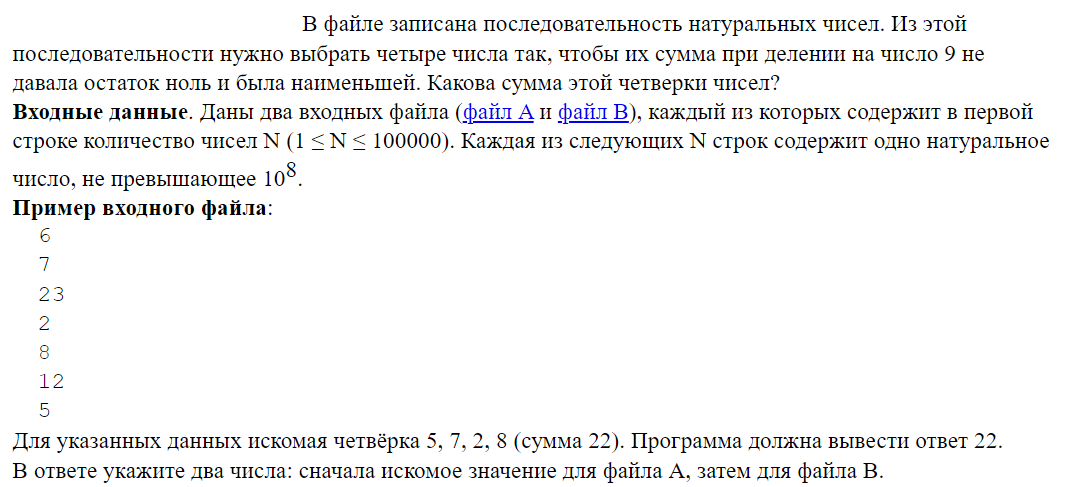 В файле записана последовательность натуральных чисел. Из этой
последовательности нужно выбрать четыре числа так, чтобы их сумма при делении на число 9 не
давала остаток ноль и была наименьшей. Какова сумма этой четверки чисел?
Входные данные. Даны два входных файла (файл A и файл B), каждый из которых содержит в первой
строке количество чисел N (1 ≤ N ≤ 100000). Каждая из следующих N строк содержит одно натуральное
число, не превышающее 10⁸.
Пример входного файла:
6
7
23
2
8
12
5
Для указанных данных искомая четвёрка 5, 7, 2, 8 (сумма 22). Программа должна вывести ответ 22.
В ответе укажите два числа: сначала искомое значение для файла А, затем для файла B.